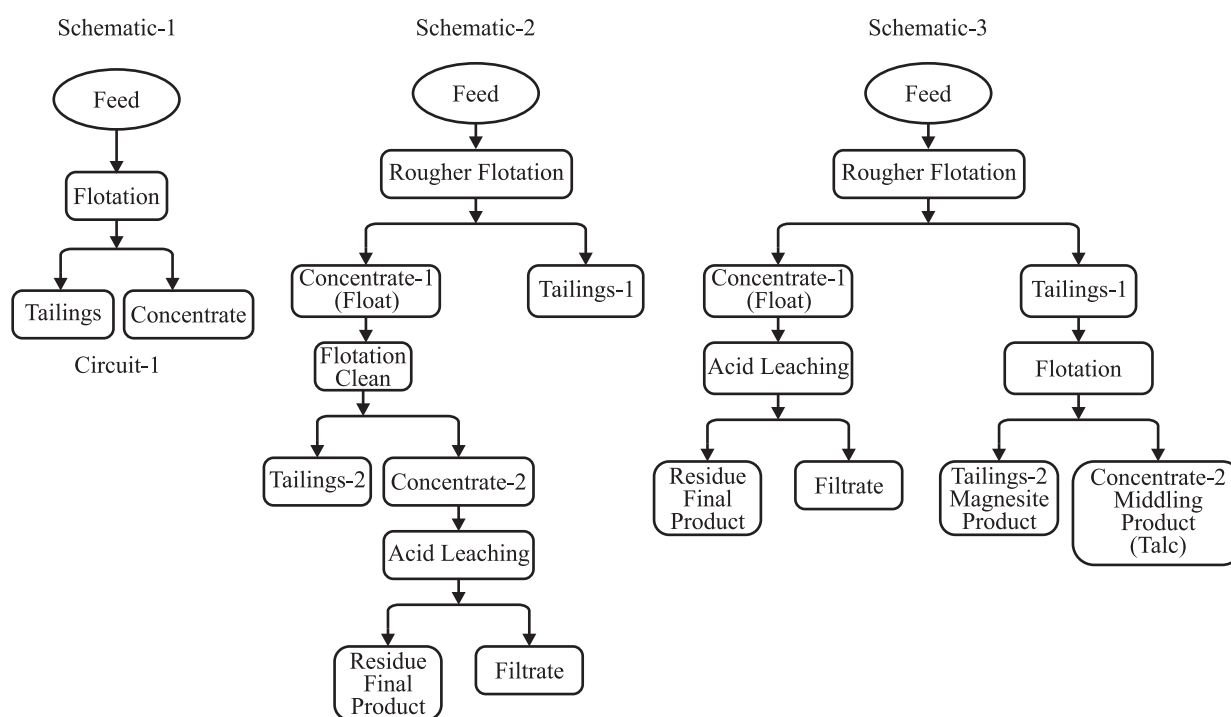 Schematic-1
Feed
Flotation
Tailings
Concentrate
Circuit-1
Schematic-2
Feed
Rougher Flotation
Concentrate-1
(Float)
Tailings-1
Flotation
Clean
Tailings-2
Concentrate-2
Acid Leaching
Residue
Final
Product
Filtrate
Schematic-3
Feed
Rougher Flotation
Concentrate-1
(Float)
Tailings-1
Acid Leaching
Flotation
Residue
Final
Product
Filtrate
Tailings-2
Magnesite
Product
Concentrate-2
Middling
Product
(Talc)